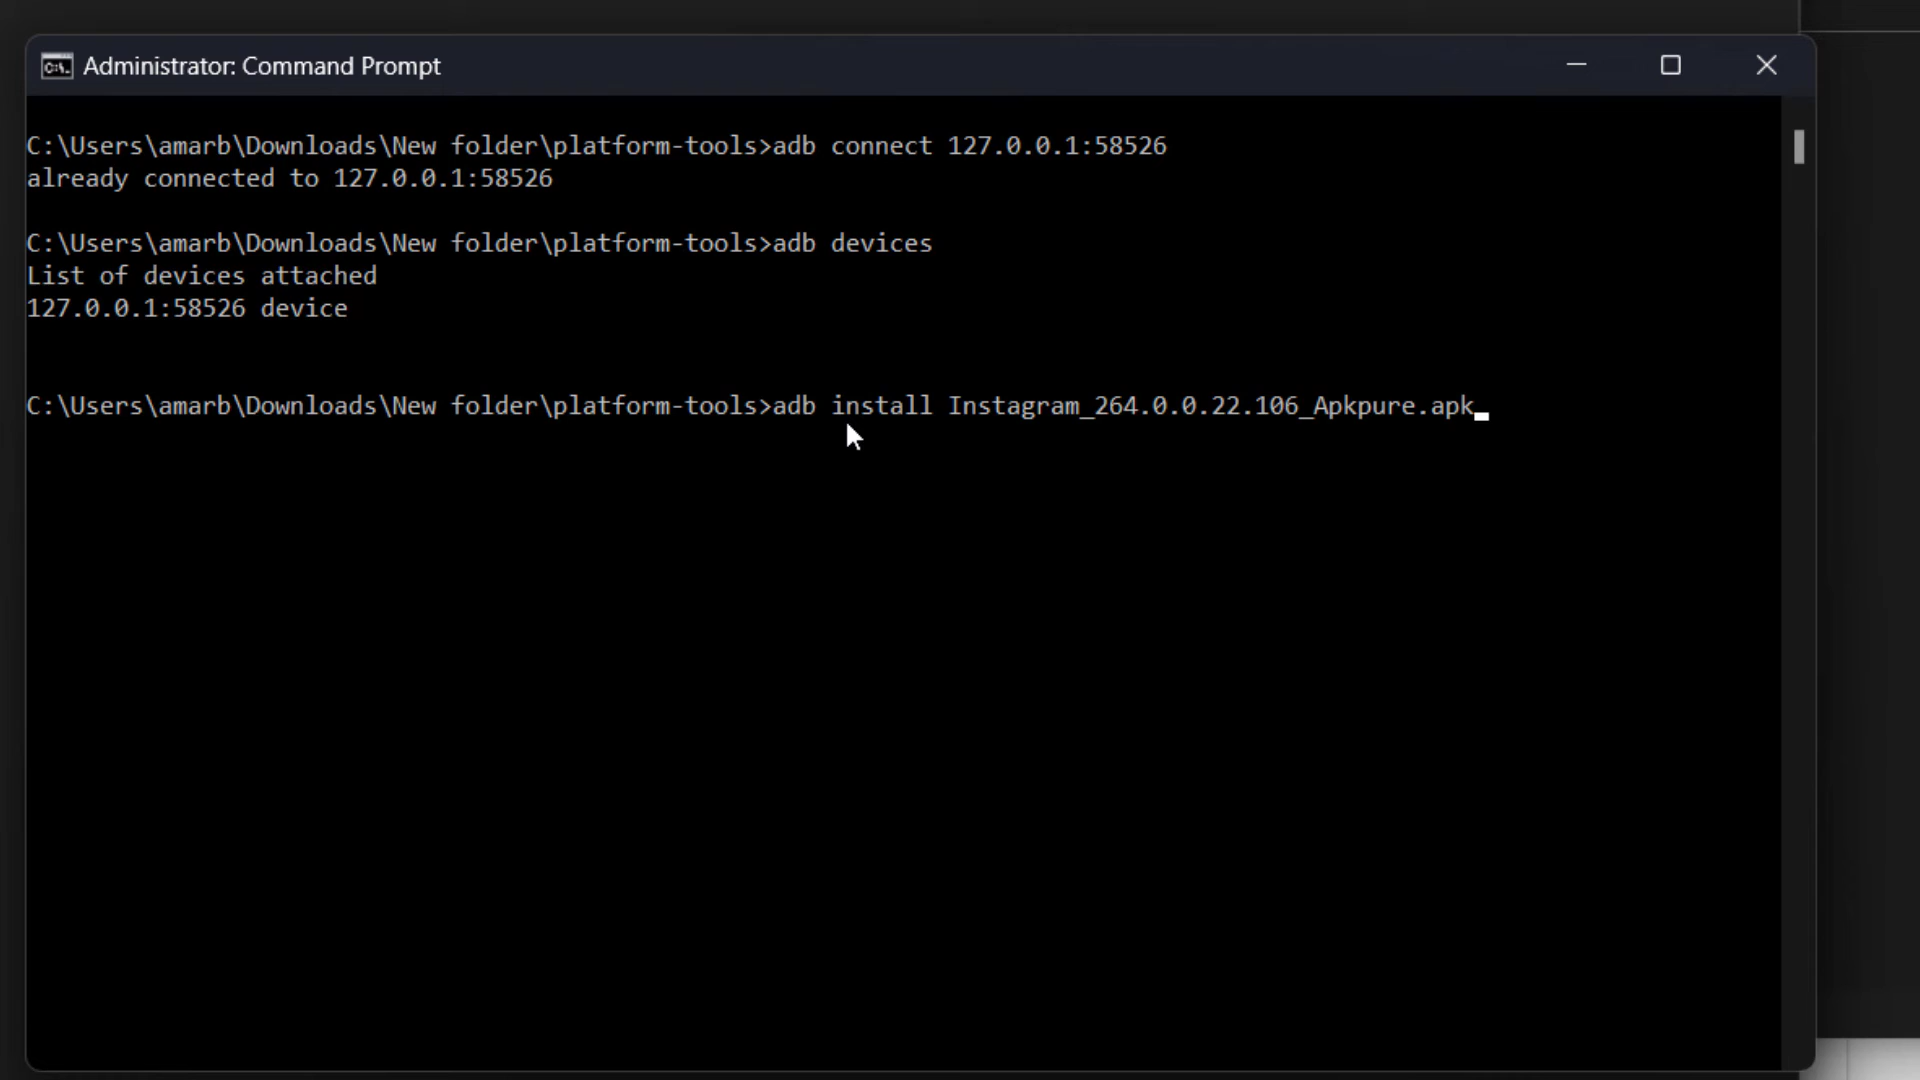 Administrator: Command Prompt
C:\Users\amarb\Downloads\New folder\platform-tools>adb connect 127.0.0.1:58526
already connected to 127.0.0.1:58526
C:\Users\amarb\Downloads\New folder\platform-tools>adb devices
List of devices attached
127.0.0.1:58526 device
C:\Users\amarb\Downloads\New folder\platform-tools>adb install Instagram_264.0.0.22.106_Apkpure.apk